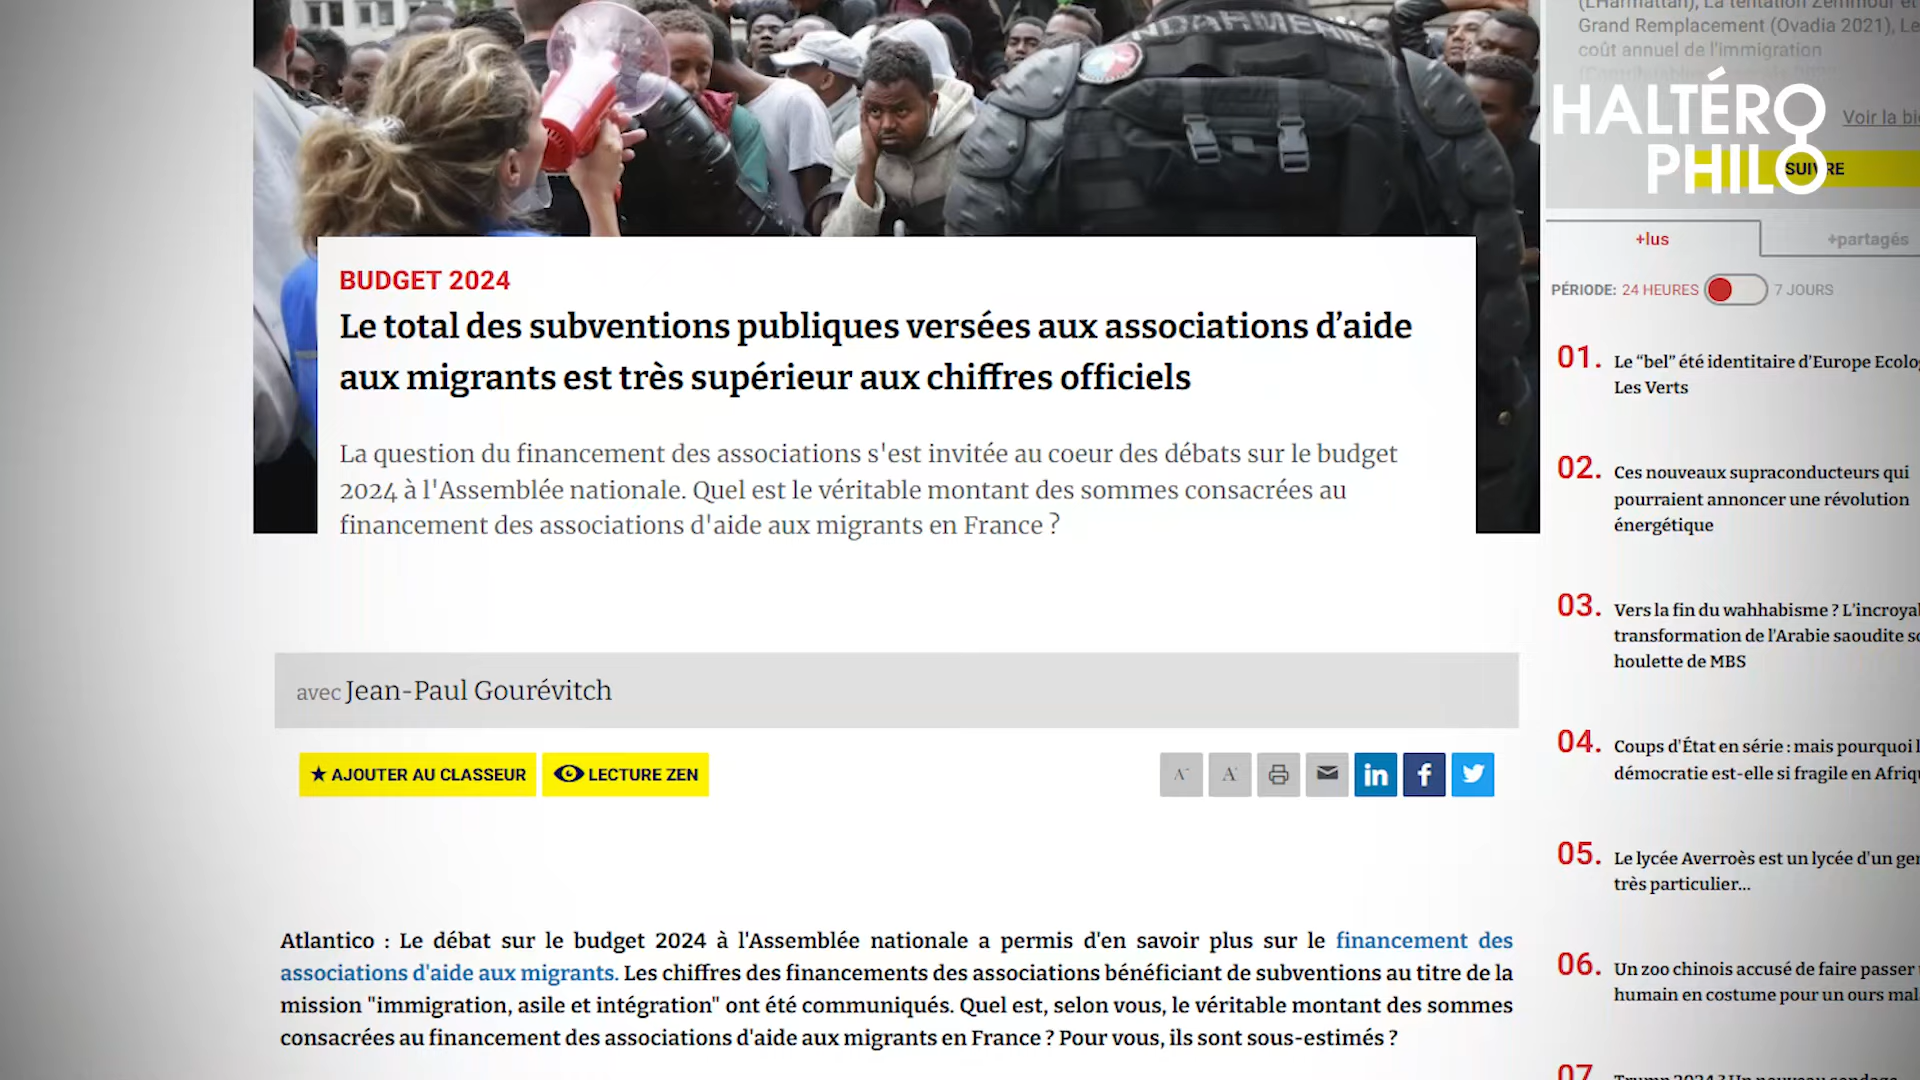 GENDARMERIE
BUDGET 2024
Le total des subventions publiques versées aux associations d’aide
aux migrants est très supérieur aux chiffres officiels
La question du financement des associations s'est invitée au coeur des débats sur le budget
2024 à l'Assemblée nationale. Quel est le véritable montant des sommes consacrées au
financement des associations d'aide aux migrants en France ?
avec Jean-Paul Gourévitch
★ AJOUTER AU CLASSEUR
LECTURE ZEN
A-
A+
in
f
Atlantico : Le débat sur le budget 2024 à l'Assemblée nationale a permis d'en savoir plus sur le financement des
associations d'aide aux migrants. Les chiffres des financements des associations bénéficiant de subventions au titre de la
mission "immigration, asile et intégration" ont été communiqués. Quel est, selon vous, le véritable montant des sommes
consacrées au financement des associations d'aide aux migrants en France ? Pour vous, ils sont sous-estimés ?
(L'Harmattan), La tentation Zemmour et
Grand Remplacement (Ovadia 2021), Le
coût annuel de l'immigration
HALTÉRO
PHILO
Voir la bi
SUIVRE
+lus
+partagés
PÉRIODE: 24 HEURES
7 JOURS
01. Le “bel” été identitaire d’Europe Ecolo
Les Verts
02. Ces nouveaux supraconducteurs qui
pourraient annoncer une révolution
énergétique
03. Vers la fin du wahhabisme ? L’incroya
transformation de l’Arabie saoudite s
houlette de MBS
04. Coups d'État en série : mais pourquoi l
démocratie est-elle si fragile en Afriq
05. Le lycée Averroès est un lycée d'un ge
très particulier...
06. Un zoo chinois accusé de faire passer
humain en costume pour un ours mal
07. Trump 2024 ? Un nouveau sondage